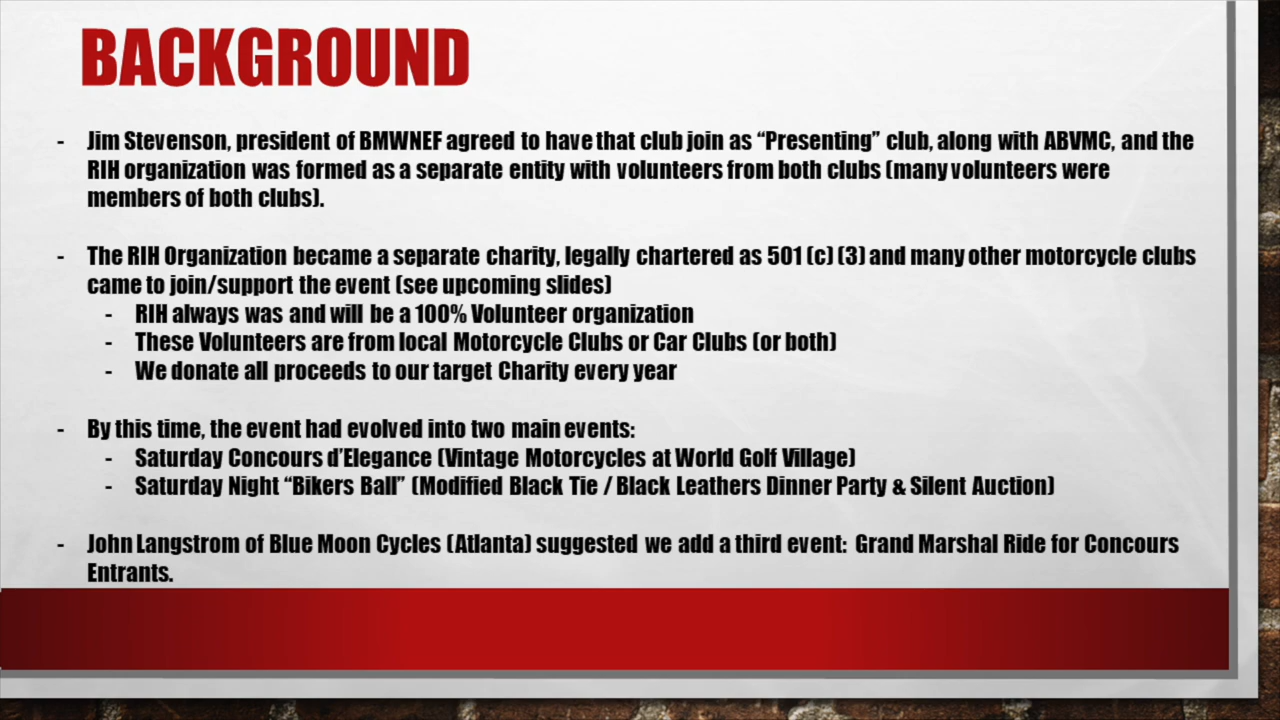 BACKGROUND
- Jim Stevenson, president of BMWNEF agreed to have that club join as “Presenting” club, along with ABVMC, and the
RIH organization was formed as a separate entity with volunteers from both clubs (many volunteers were
members of both clubs).
- The RIH Organization became a separate charity, legally chartered as 501 (c) (3) and many other motorcycle clubs
came to join/support the event (see upcoming slides)
- RIH always was and will be a 100% Volunteer organization
- These Volunteers are from local Motorcycle Clubs or Car Clubs (or both)
- We donate all proceeds to our target Charity every year
- By this time, the event had evolved into two main events:
- Saturday Concours d’Elegance (Vintage Motorcycles at World Golf Village)
- Saturday Night “Bikers Ball” (Modified Black Tie / Black Leathers Dinner Party & Silent Auction)
- John Langstrom of Blue Moon Cycles (Atlanta) suggested we add a third event: Grand Marshal Ride for Concours
Entrants.